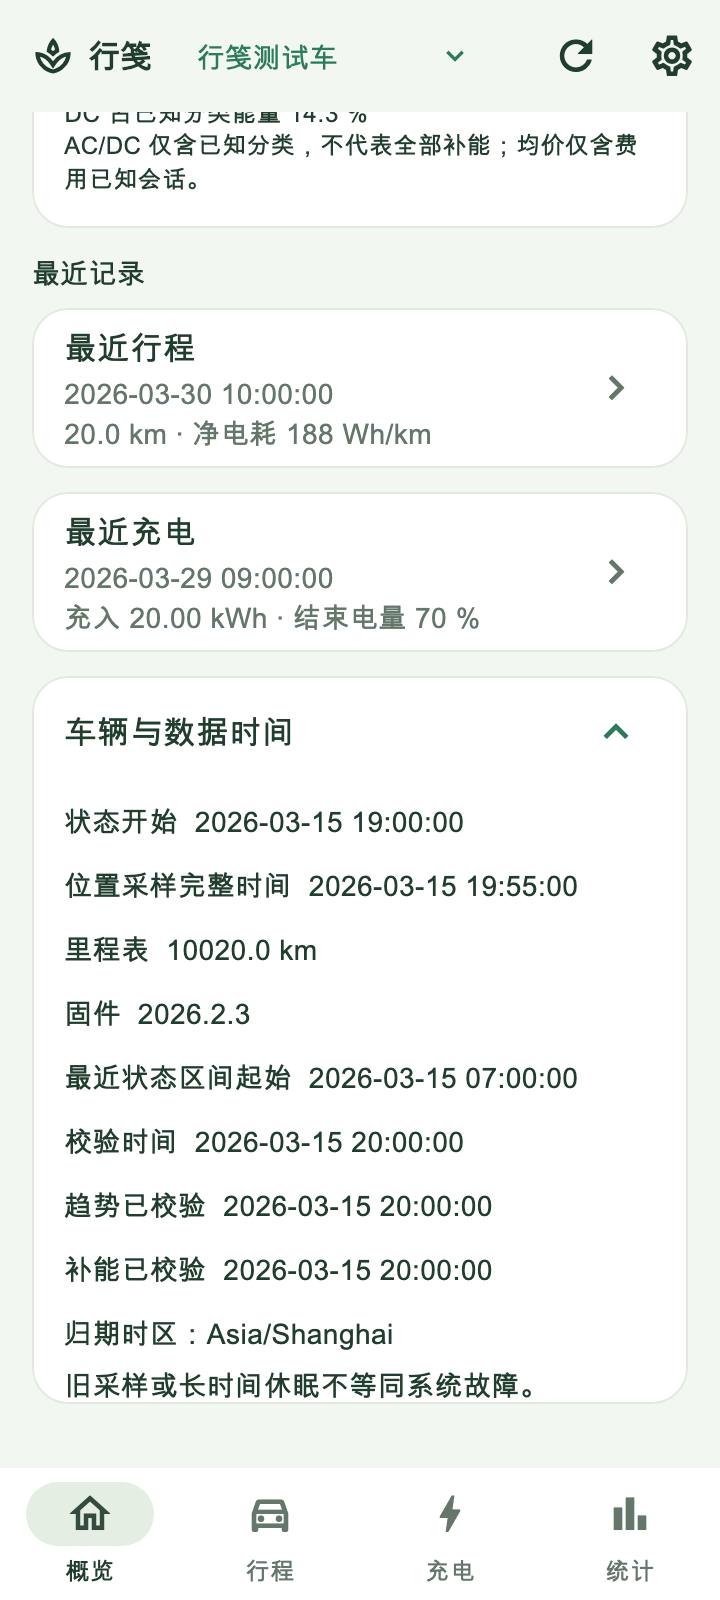 行笺
行笺测试车
DC 占已知分类能量 14.3 %
AC/DC 仅含已知分类，不代表全部补能；均价仅含费
用已知会话。
最近记录
最近行程
2026-03-30 10:00:00
20.0 km · 净电耗 188 Wh/km
最近充电
2026-03-29 09:00:00
充入 20.00 kWh · 结束电量 70 %
车辆与数据时间
状态开始 2026-03-15 19:00:00
位置采样完整时间 2026-03-15 19:55:00
里程表 10020.0 km
固件 2026.2.3
最近状态区间起始 2026-03-15 07:00:00
校验时间 2026-03-15 20:00:00
趋势已校验 2026-03-15 20:00:00
补能已校验 2026-03-15 20:00:00
归期时区：Asia/Shanghai
旧采样或长时间休眠不等同系统故障。
概览
行程
充电
统计